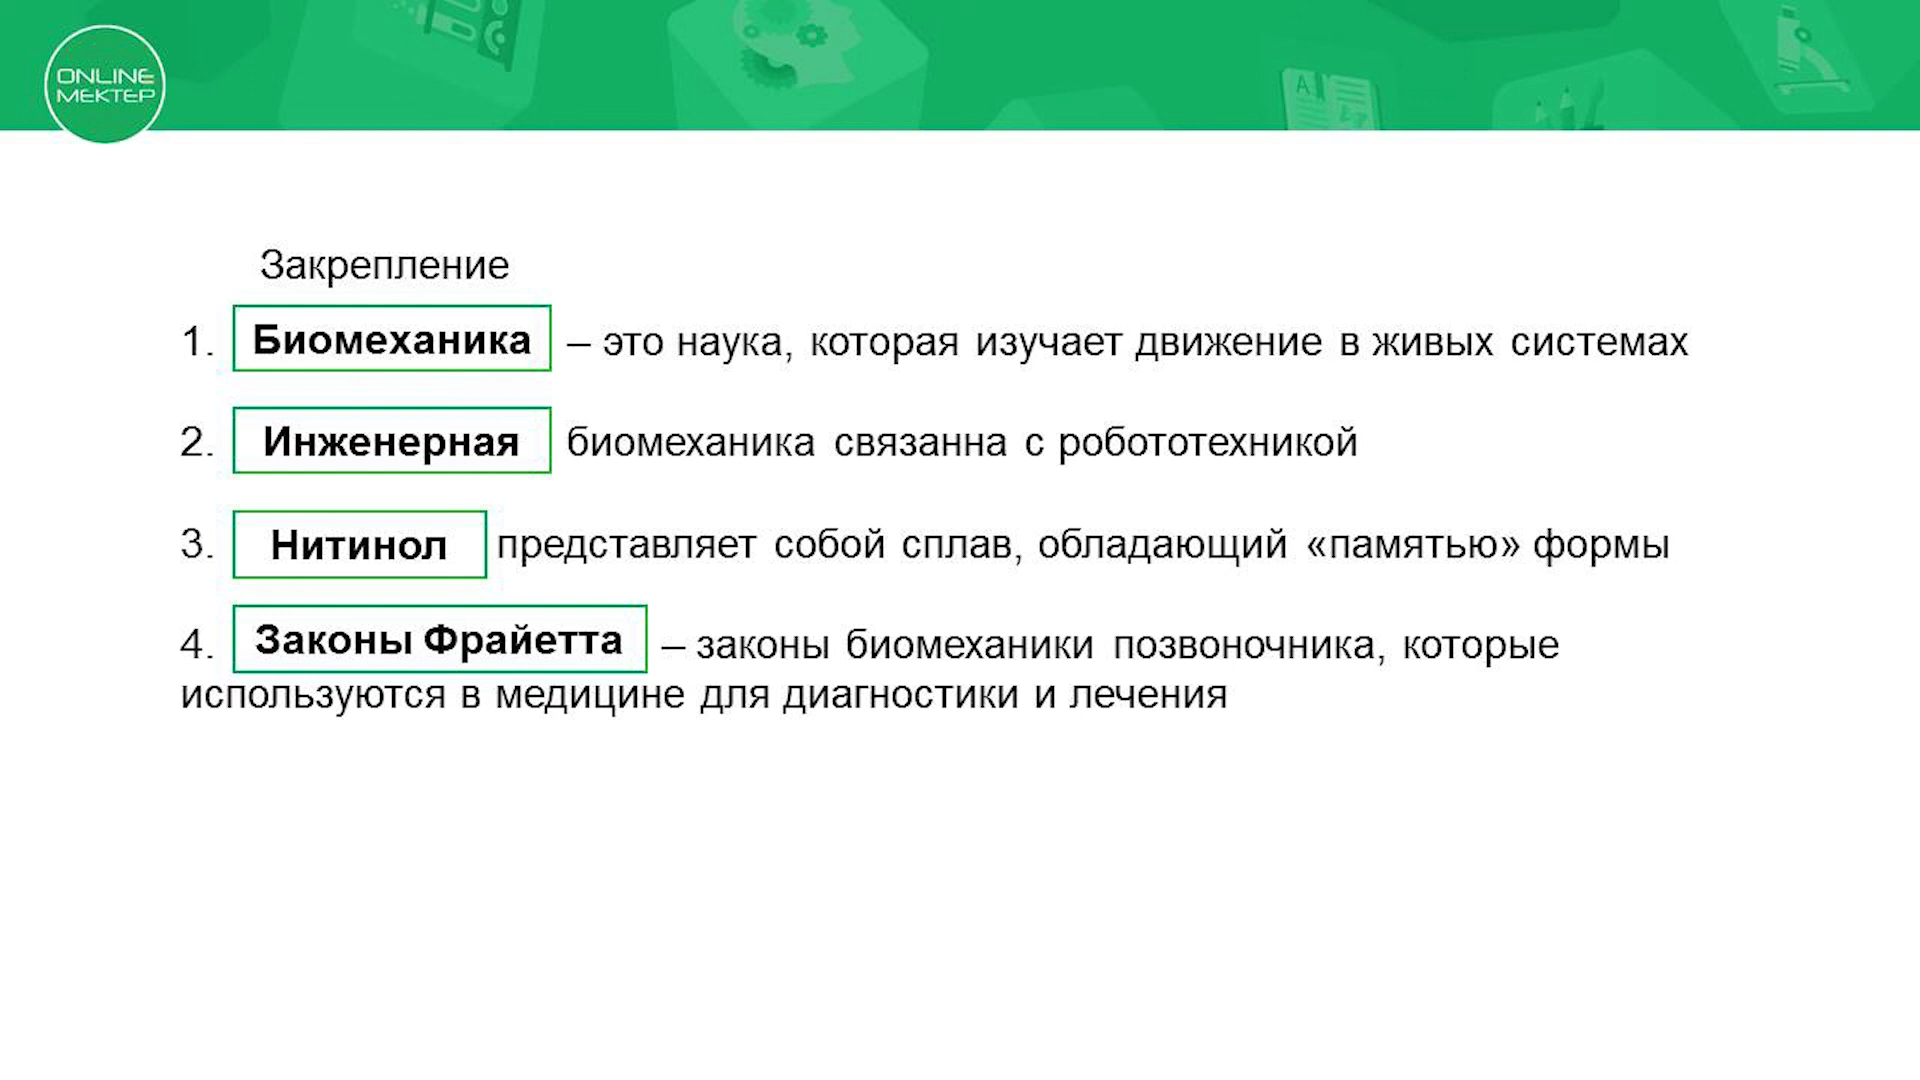 ONLINE
МЕКТЕР
Закрепление
1. Биомеханика – это наука, которая изучает движение в живых системах
2. Инженерная биомеханика связанна с робототехникой
3. Нитинол представляет собой сплав, обладающий «памятью» формы
4. Законы Фрайетта – законы биомеханики позвоночника, которые
используются в медицине для диагностики и лечения